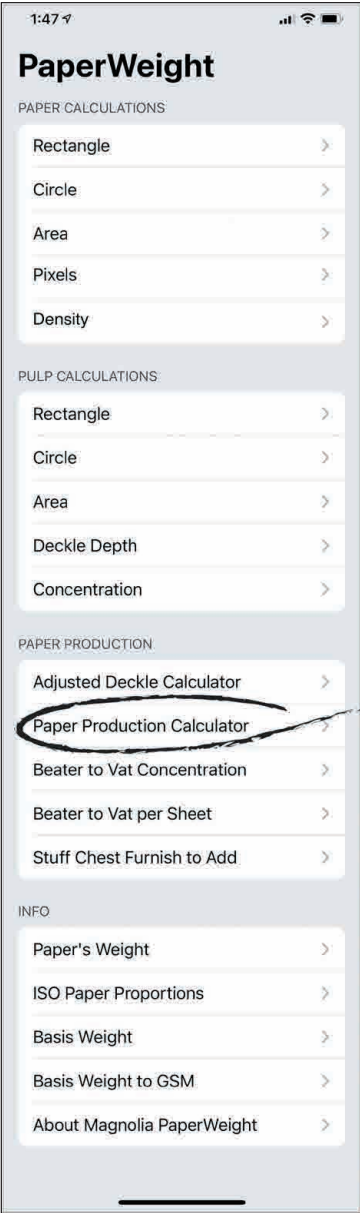 1:47
PaperWeight
PAPER CALCULATIONS
Rectangle
Circle
Area
Pixels
Density
PULP CALCULATIONS
Rectangle
Circle
Area
Deckle Depth
Concentration
PAPER PRODUCTION
Adjusted Deckle Calculator
Paper Production Calculator
Beater to Vat Concentration
Beater to Vat per Sheet
Stuff Chest Furnish to Add
INFO
Paper's Weight
ISO Paper Proportions
Basis Weight
Basis Weight to GSM
About Magnolia PaperWeight